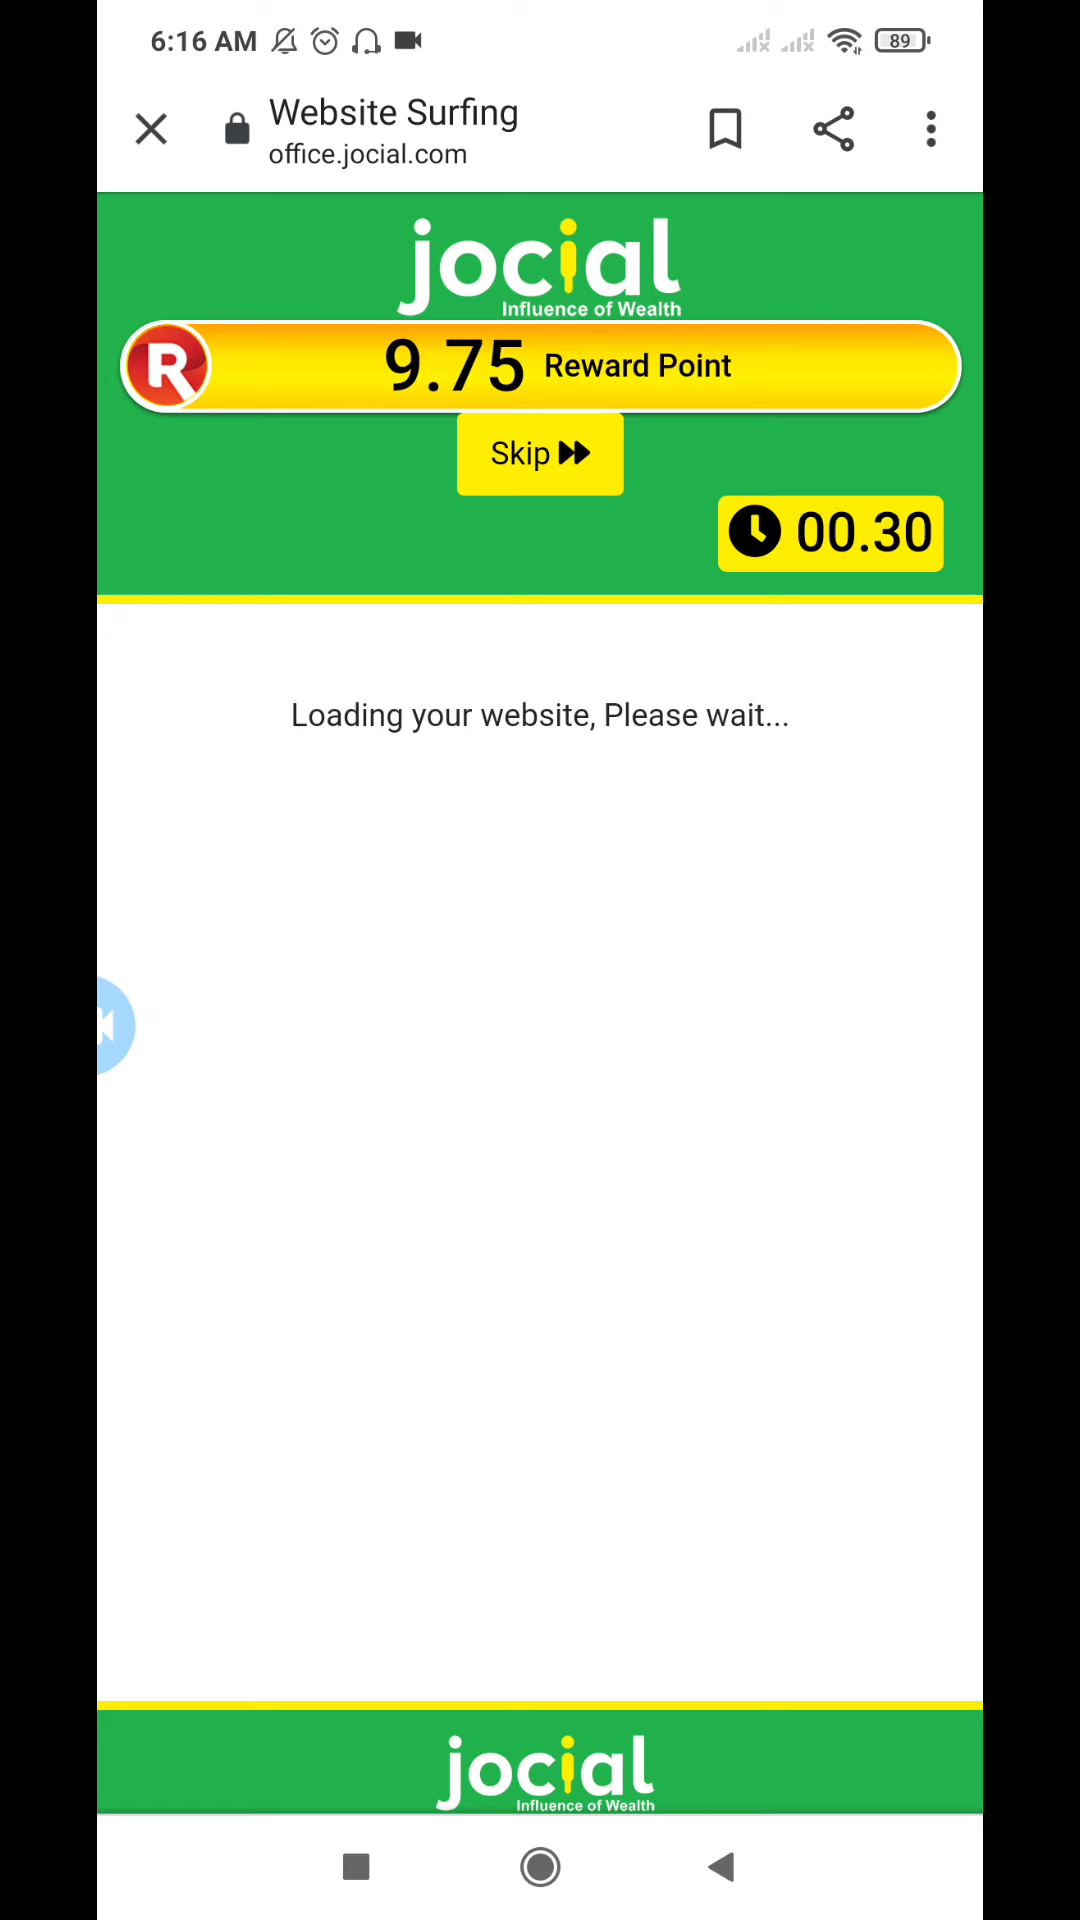 6:16 AM
89
Website Surfing
office.jocial.com
jocial
Influence of Wealth
R
9.75 Reward Point
Skip
00.30
Loading your website, Please wait...
jocial
Influence of Wealth